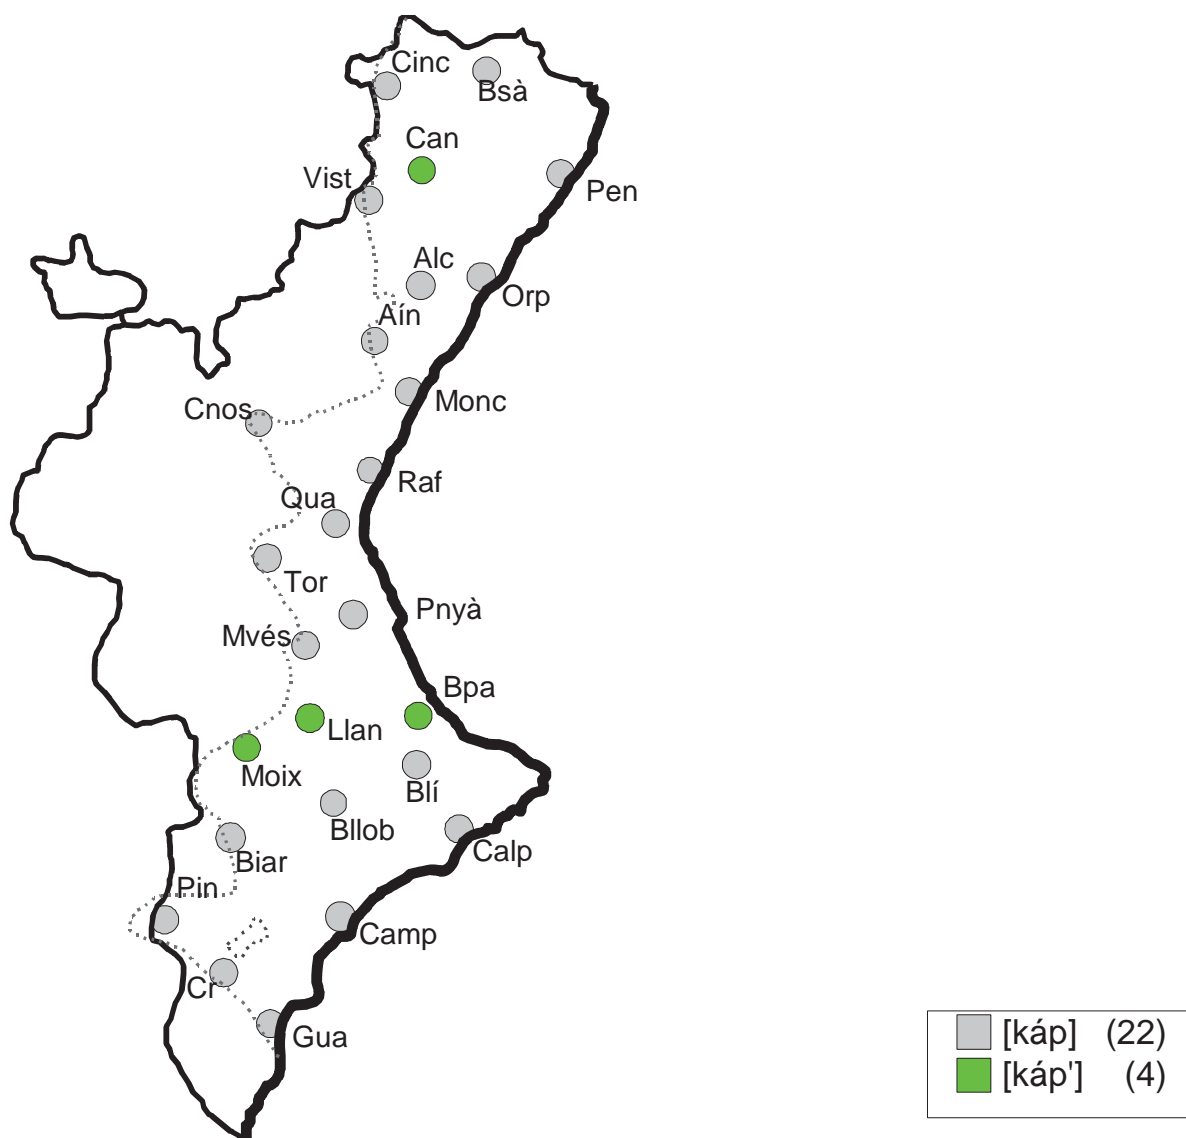 Cinc
Bsà
Can
Vist
Pen
Alc
Orp
Aín
Monc
Cnos
Raf
Qua
Tor
Pnyà
Mvés
Bpa
Llan
Moix
Blí
Bllob
Calp
Biar
Pin
Camp
Cr
Gua
[káp] (22)
[káp'] (4)